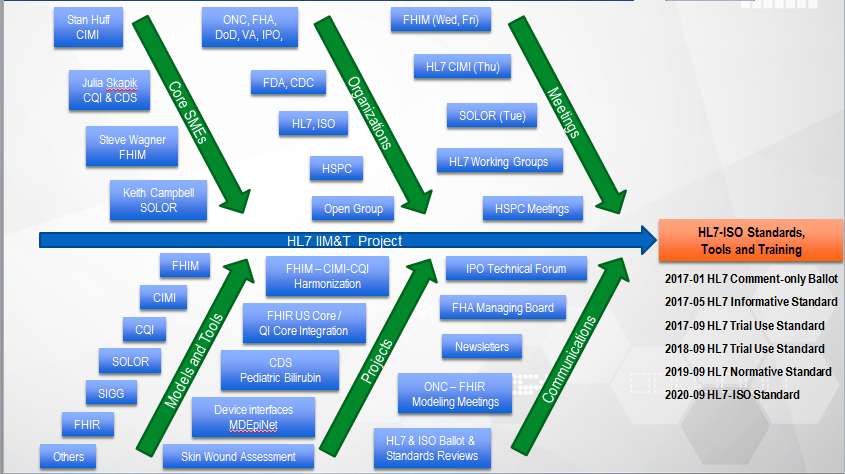 Stan Huff
CIMI
Julia Skapik
CQI & CDS
Steve Wagner
FHIM
Keith Campbell
SOLOR
Core SMEs
ONC, FHA,
DoD, VA, IPO,
FDA, CDC
HL7, ISO
HSPC
Open Group
Organizations
FHIM (Wed, Fri)
HL7 CIMI (Thu)
SOLOR (Tue)
HL7 Working Groups
HSPC Meetings
Meetings
HL7 IIM&T Project
HL7-ISO Standards,
Tools and Training
2017-01 HL7 Comment-only Ballot
2017-05 HL7 Informative Standard
2017-09 HL7 Trial Use Standard
2018-09 HL7 Trial Use Standard
2019-09 HL7 Normative Standard
2020-09 HL7-ISO Standard
FHIM
CIMI
CQI
SOLOR
SIGG
FHIR
Others
Models and Tools
FHIM – CIMI-CQI
Harmonization
FHIR US Core /
QI Core Integration
CDS
Pediatric Bilirubin
Device interfaces
MDEpiNet
Skin Wound Assessment
Projects
IPO Technical Forum
FHA Managing Board
Newsletters
ONC – FHIR
Modeling Meetings
HL7 & ISO Ballot &
Standards Reviews
Communications